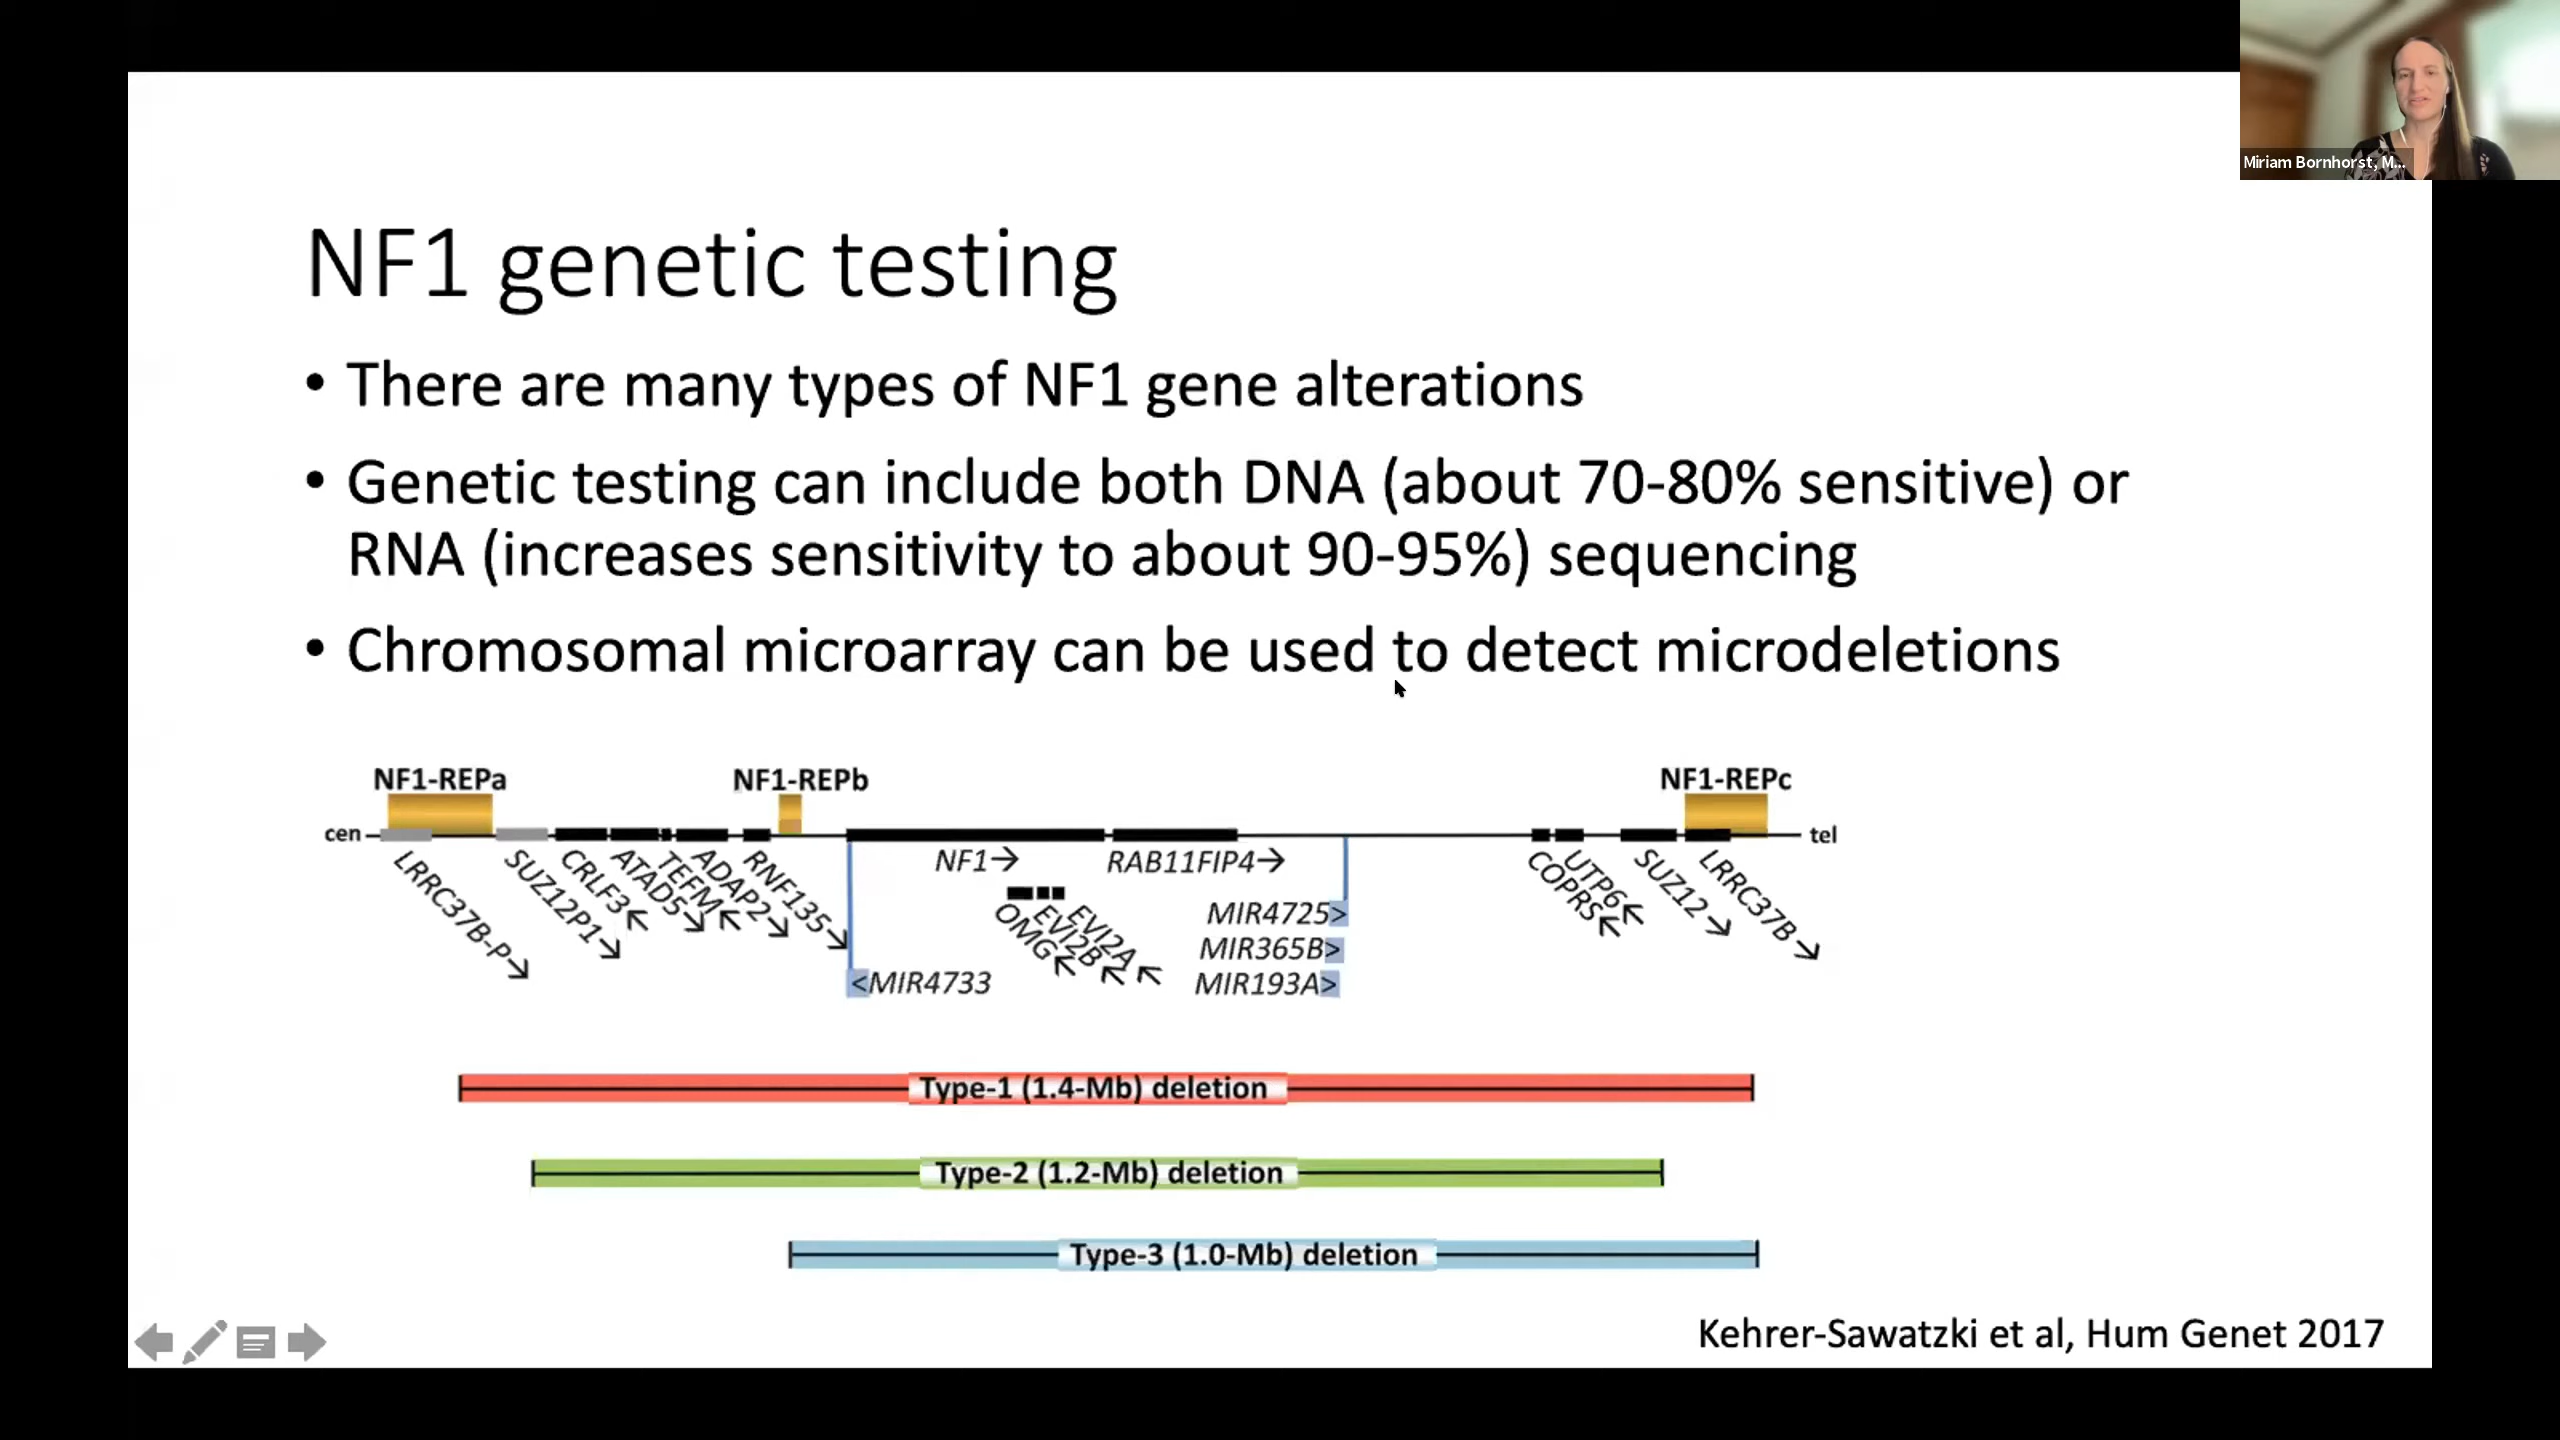 Miriam Bornhorst, M...
NF1 genetic testing
• There are many types of NF1 gene alterations
• Genetic testing can include both DNA (about 70-80% sensitive) or
RNA (increases sensitivity to about 90-95%) sequencing
• Chromosomal microarray can be used to detect microdeletions
NF1-REPa NF1-REPb NF1-REPc
cen tel
LRRC37B-P→
SUZ12P1→
CRLF3←
ATAD5→
TEFM←
ADAP2→
RNF135→
NF1→
RAB11FIP4→
OMG←
EVI2B←
EVI2A←
<MIR4733
MIR4725>
MIR365B>
MIR193A>
COPRS←
UTP6←
SUZ12→
LRRC37B→
Type-1 (1.4-Mb) deletion
Type-2 (1.2-Mb) deletion
Type-3 (1.0-Mb) deletion
Kehrer-Sawatzki et al, Hum Genet 2017